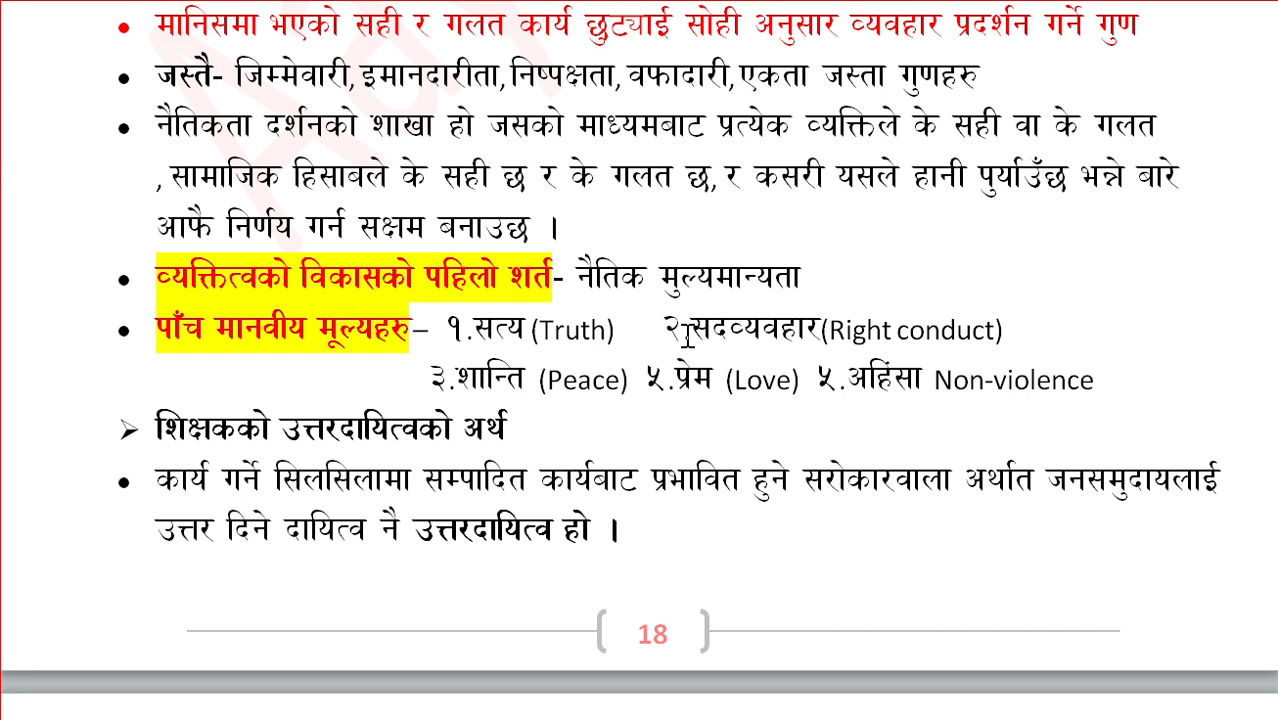 • मानिसमा भएको सही र गलत कार्य छुट्याई सोही अनुसार व्यवहार प्रदर्शन गर्ने गुण
• जस्तै- जिम्मेवारी,इमानदारीता,निष्पक्षता,वफादारी,एकता जस्ता गुणहरु
• नैतिकता दर्शनको शाखा हो जसको माध्यमबाट प्रत्येक व्यक्तिले के सही वा के गलत
,सामाजिक हिसाबले के सही छ र के गलत छ,र कसरी यसले हानी पुर्याउँछ भन्ने बारे
आफै निर्णय गर्न सक्षम बनाउछ ।
• व्यक्तित्वको विकासको पहिलो शर्त- नैतिक मुल्यमान्यता
• पाँच मानवीय मूल्यहरु– १.सत्य (Truth) २.सदव्यवहार(Right conduct)
३.शान्ति (Peace) ५.प्रेम (Love) ५.अहिंसा Non-violence
➢ शिक्षकको उत्तरदायित्वको अर्थ
• कार्य गर्ने सिलसिलामा सम्पादित कार्यबाट प्रभावित हुने सरोकारवाला अर्थात जनसमुदायलाई
उत्तर दिने दायित्व नै उत्तरदायित्व हो ।
18